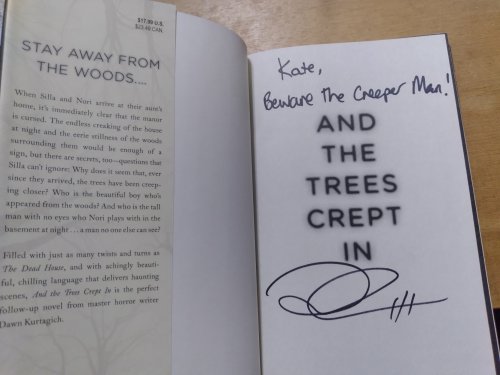 $17.99 U.S.
$23.49 CAN.
STAY AWAY FROM
THE WOODS....
When Silla and Nori arrive at their aunt's
home, it's immediately clear that the manor
is cursed. The endless creaking of the house
at night and the eerie stillness of the woods
surrounding them would be enough of a
sign, but there are secrets, too—questions that
Silla can't ignore: Why does it seem that, ever
since they arrived, the trees have been creep-
ing closer? Who is the beautiful boy who's
appeared from the woods? And who is the tall
man with no eyes who Nori plays with in the
basement at night . . . a man no one else can see?
Filled with just as many twists and turns as
The Dead House, and with achingly beauti-
ful, chilling language that delivers haunting
scenes, And the Trees Crept In is the perfect
follow-up novel from master horror writer
Dawn Kurtagich.
Kate,
Beware The Creeper Man!
AND
THE
TREES
CREPT
IN